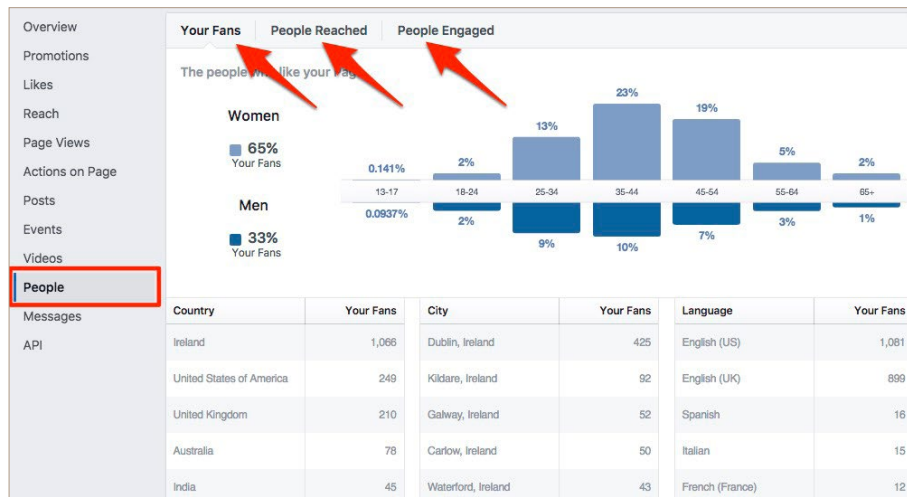 Overview
Promotions
Likes
Reach
Page Views
Actions on Page
Posts
Events
Videos
People
Messages
API
Your Fans People Reached People Engaged
The people like your
Women
65%
Your Fans
Men
33%
Your Fans
0.141% 2% 13% 23% 19% 5% 2%
13-17 18-24 25-34 35-44 45-54 55-64 65+
0.0937% 2% 9% 10% 7% 3% 1%
Country Your Fans City Your Fans Language Your Fans
Ireland 1,066 Dublin, Ireland 425 English (US) 1,081
United States of America 249 Kildare, Ireland 92 English (UK) 899
United Kingdom 210 Galway, Ireland 52 Spanish 16
Australia 78 Carlow, Ireland 50 Italian 15
India 45 Waterford, Ireland 43 French (France) 12